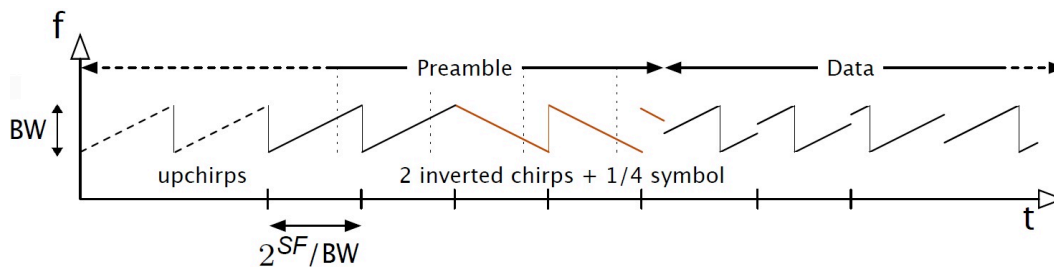 f
Preamble
Data
BW
upchirps
2 inverted chirps + 1/4 symbol
t
2^SF/BW